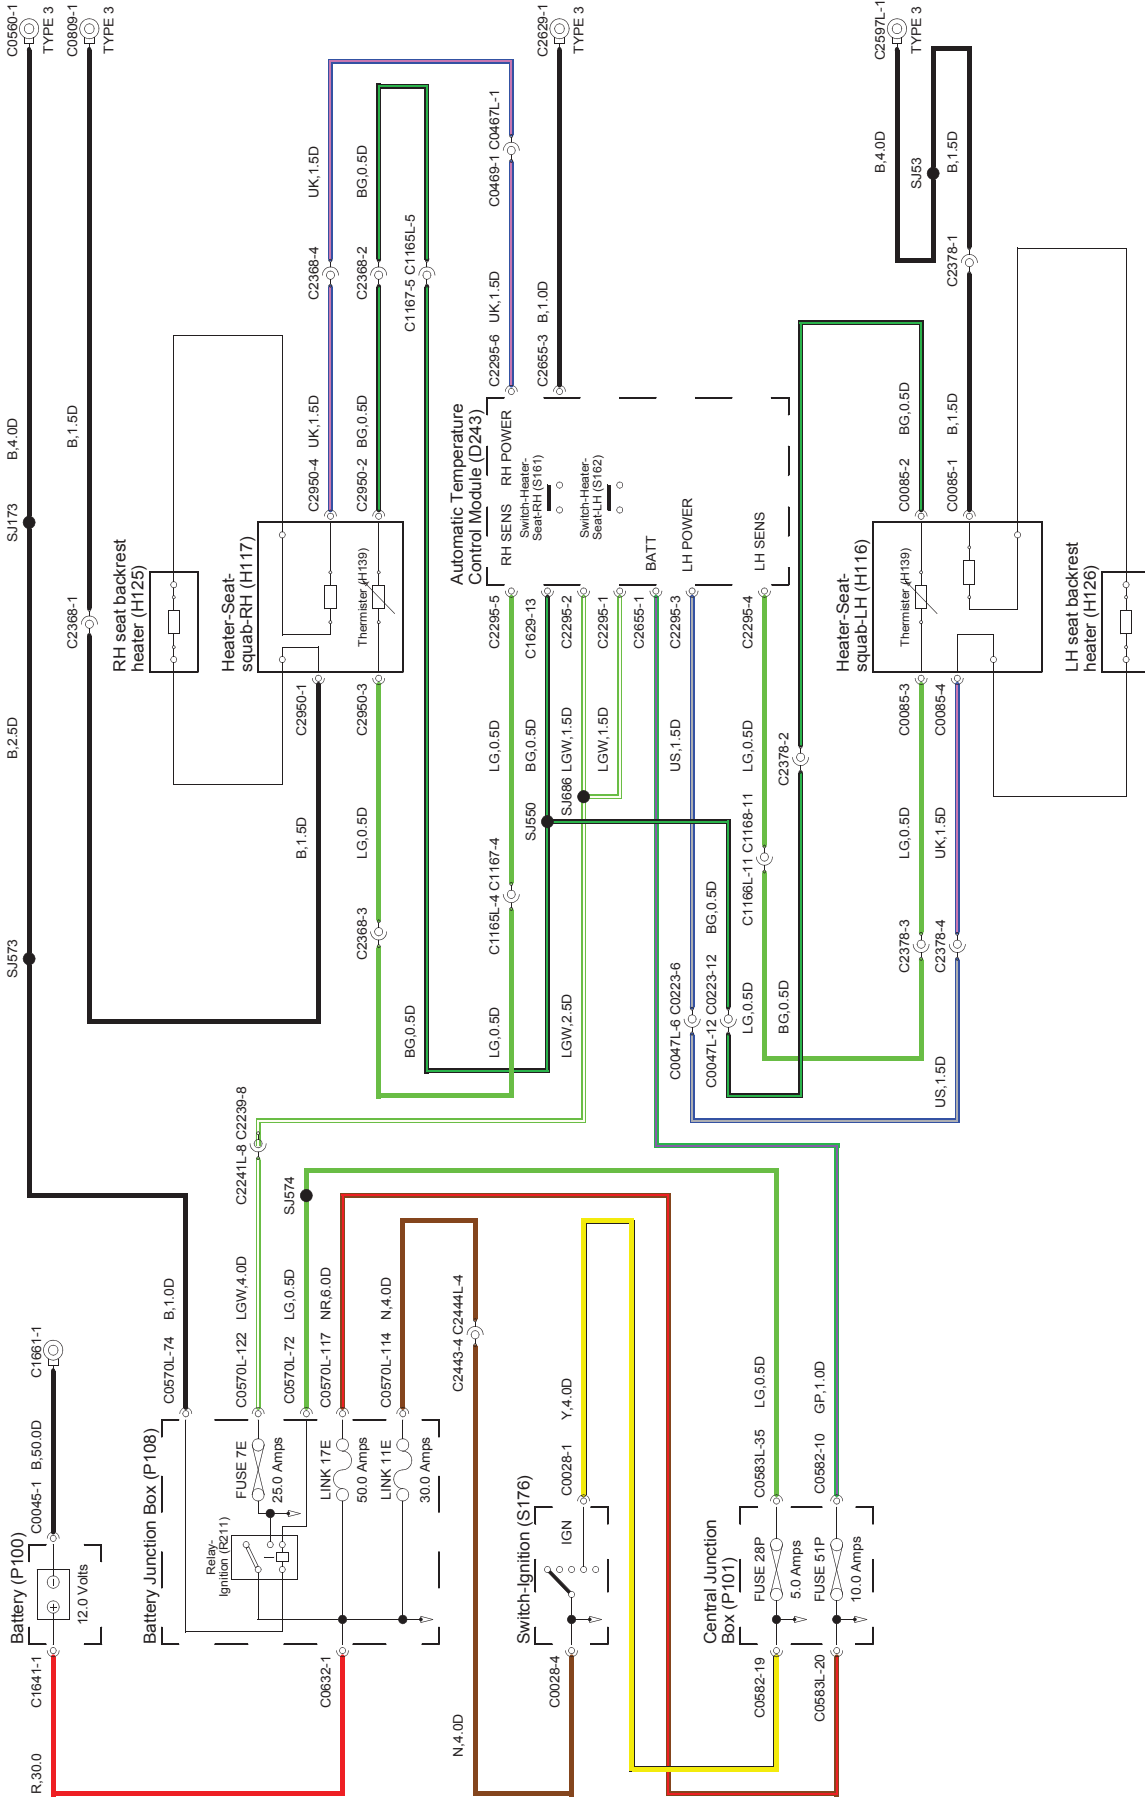 C0560-1
TYPE 3
C0809-1
TYPE 3
C2629-1
TYPE 3
C2597L-1
TYPE 3
B,4.0D
SJ173
B,2.5D
SJ573
B,1.5D
C2368-1
RH seat backrest
heater (H125)
Heater-Seat-
squab-RH (H117)
Thermister (H139)
C2950-1
B,1.5D
C2950-3
LG,0.5D
C2368-3
C2950-4
UK,1.5D
C2368-4
UK,1.5D
C2950-2
BG,0.5D
C2368-2
BG,0.5D
C1167-5
C1165L-5
BG,0.5D
C0469-1
C0467L-1
C2295-6
UK,1.5D
C2655-3
B,1.0D
Automatic Temperature
Control Module (D243)
RH SENS
RH POWER
Switch-Heater-
Seat-RH (S161)
Switch-Heater-
Seat-LH (S162)
BATT
LH POWER
LH SENS
C2295-5
LG,0.5D
C1165L-4
C1167-4
LG,0.5D
C1629-13
BG,0.5D
SJ550
C2295-2
LGW,1.5D
SJ686
LGW,2.5D
C2295-1
LGW,1.5D
C2655-1
C2295-3
US,1.5D
C0047L-6
C0223-6
C0047L-12
C0223-12
BG,0.5D
C2295-4
LG,0.5D
C1166L-11
C1168-11
LG,0.5D
C2378-2
BG,0.5D
B,4.0D
SJ53
B,1.5D
C2378-1
C0085-2
BG,0.5D
C0085-1
B,1.5D
Heater-Seat-
squab-LH (H116)
Thermister (H139)
LH seat backrest
heater (H126)
C0085-3
LG,0.5D
C2378-3
C0085-4
UK,1.5D
C2378-4
US,1.5D
C2241L-8
C2239-8
SJ574
C1661-1
C0045-1
B,50.0D
Battery (P100)
12.0 Volts
C1641-1
R,30.0
Battery Junction Box (P108)
C0570L-74
B,1.0D
C0570L-122
LGW,4.0D
C0570L-72
LG,0.5D
C0570L-117
NR,6.0D
C0570L-114
N,4.0D
FUSE 7E
25.0 Amps
LINK 17E
50.0 Amps
LINK 11E
30.0 Amps
Relay-
Ignition (R211)
C0632-1
C2443-4
C2444L-4
N,4.0D
Switch-Ignition (S176)
IGN
C0028-1
Y,4.0D
C0028-4
Central Junction
Box (P101)
FUSE 28P
5.0 Amps
FUSE 51P
10.0 Amps
C0583L-35
LG,0.5D
C0582-10
GP,1.0D
C0582-19
C0583L-20